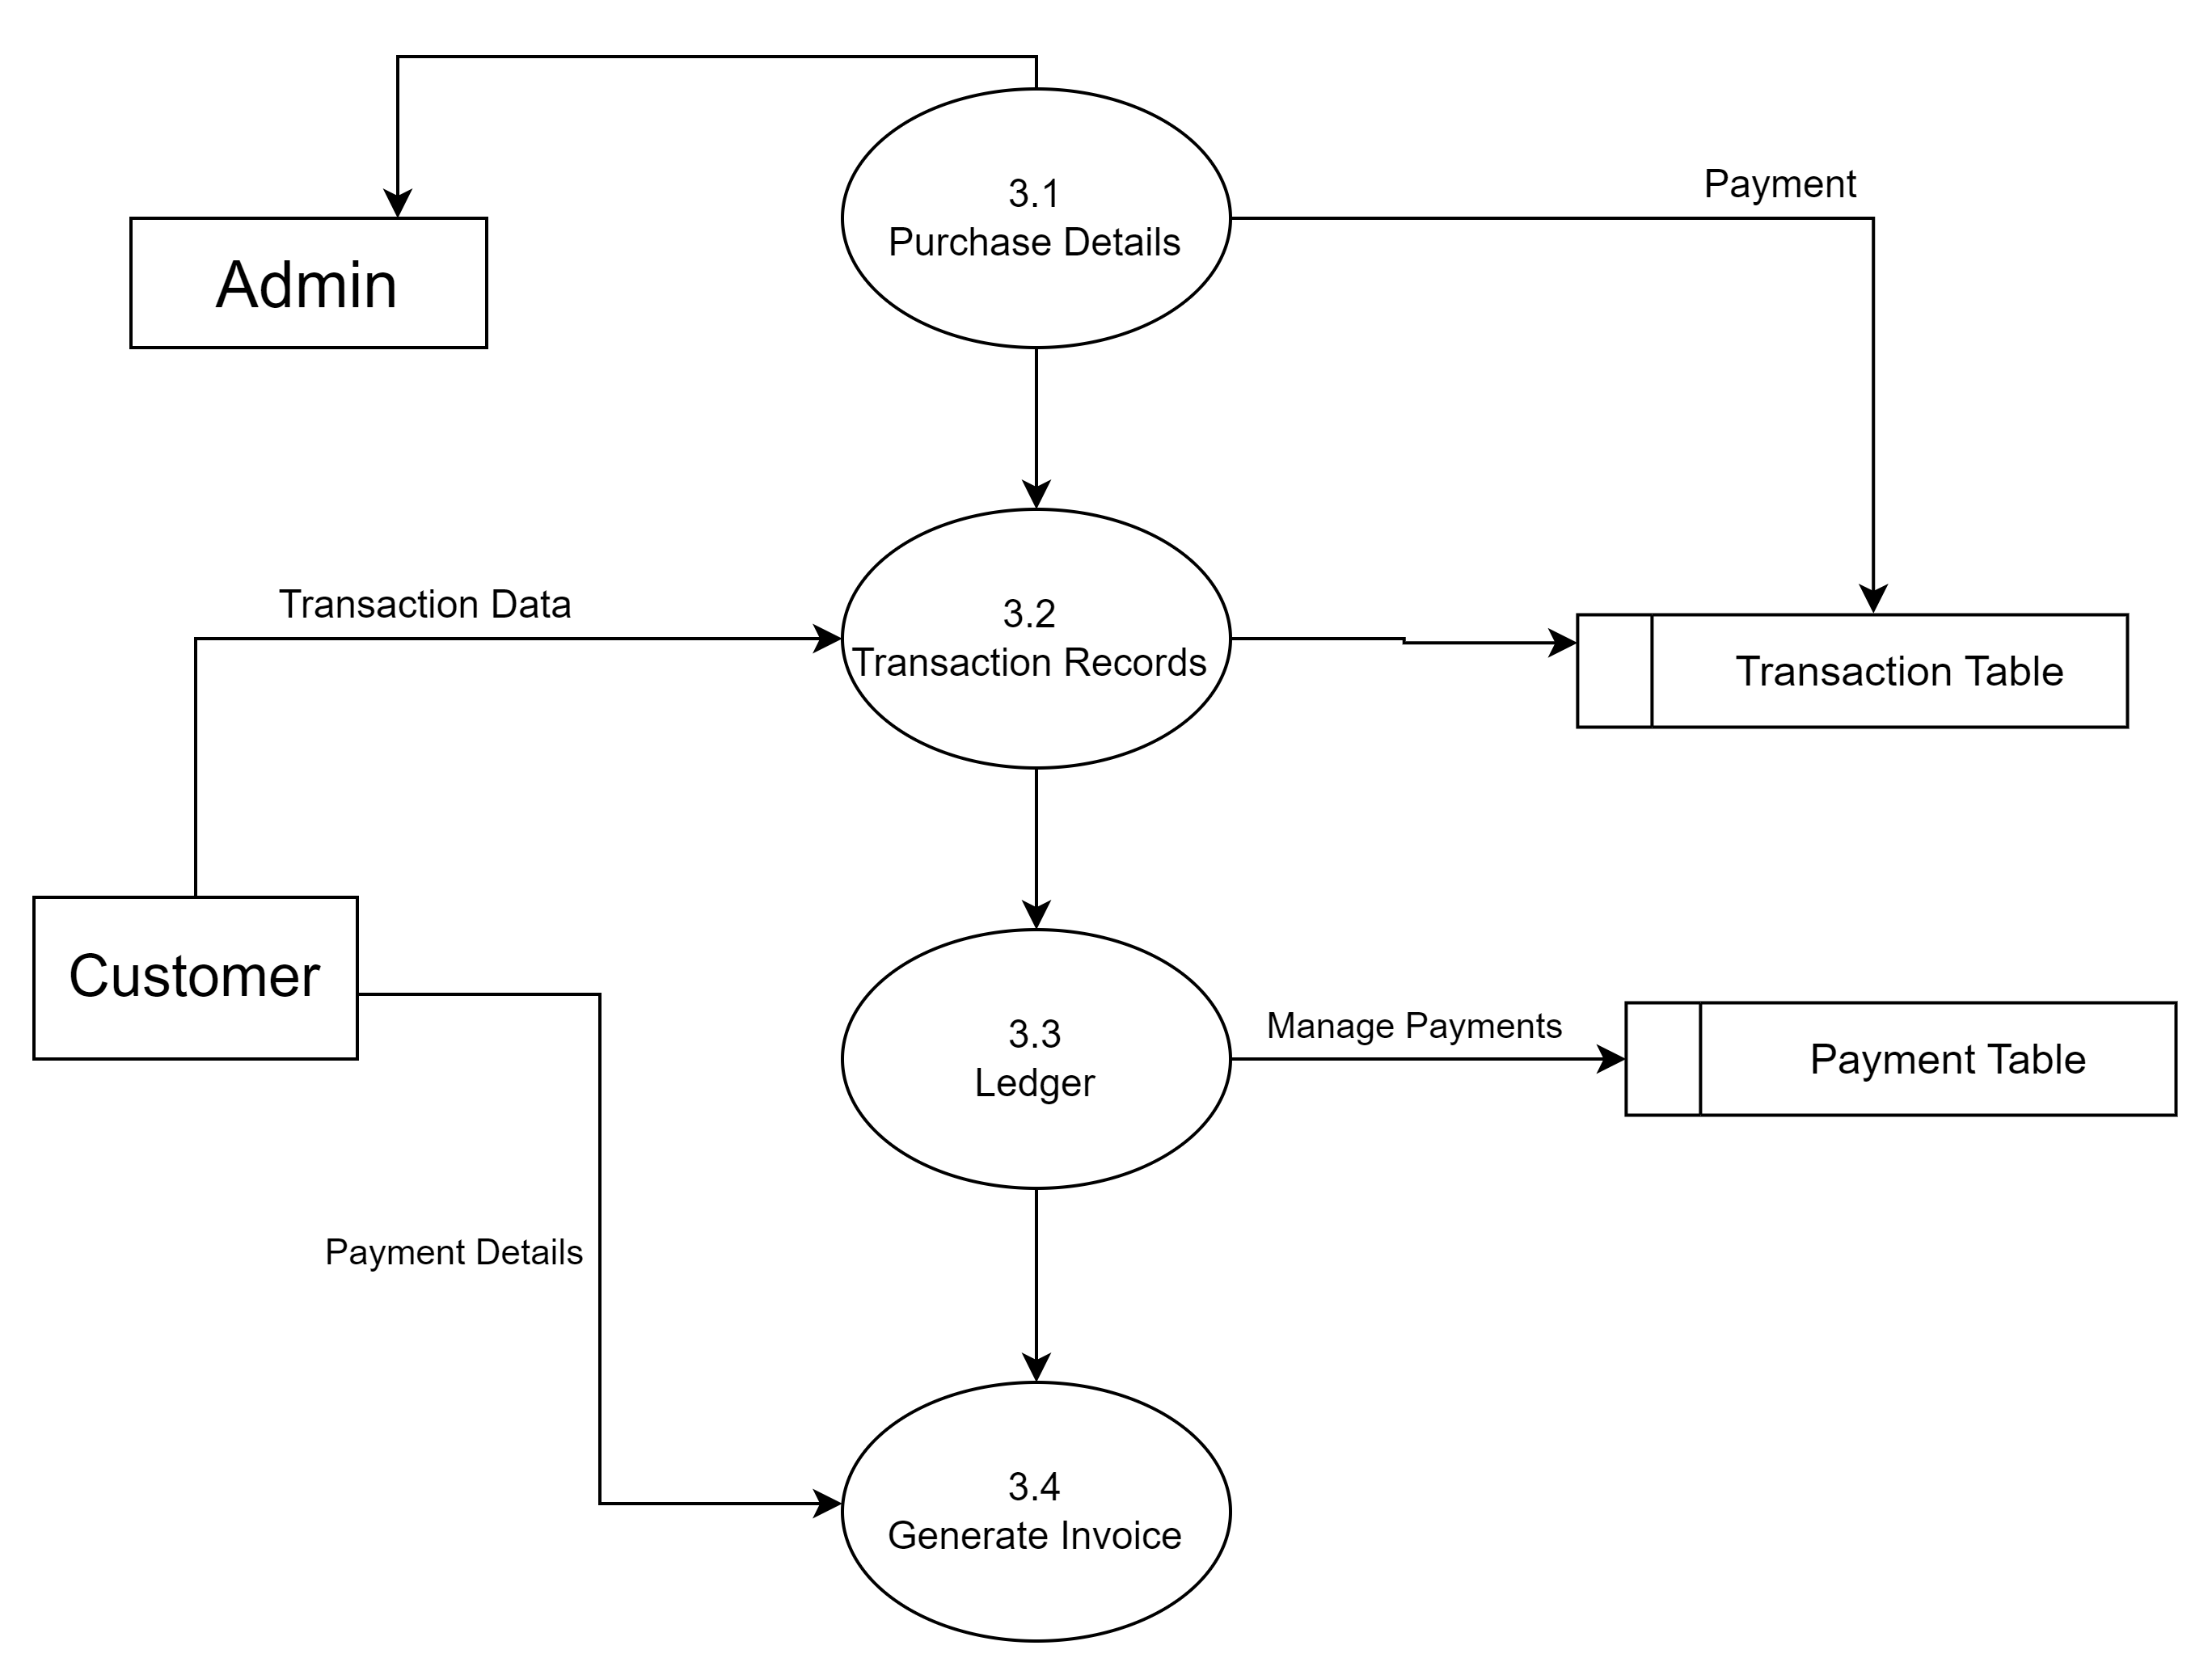 3.1
Purchase Details
Payment
Admin
Transaction Data
3.2
Transaction Records
Transaction Table
Customer
3.3
Ledger
Manage Payments
Payment Table
Payment Details
3.4
Generate Invoice